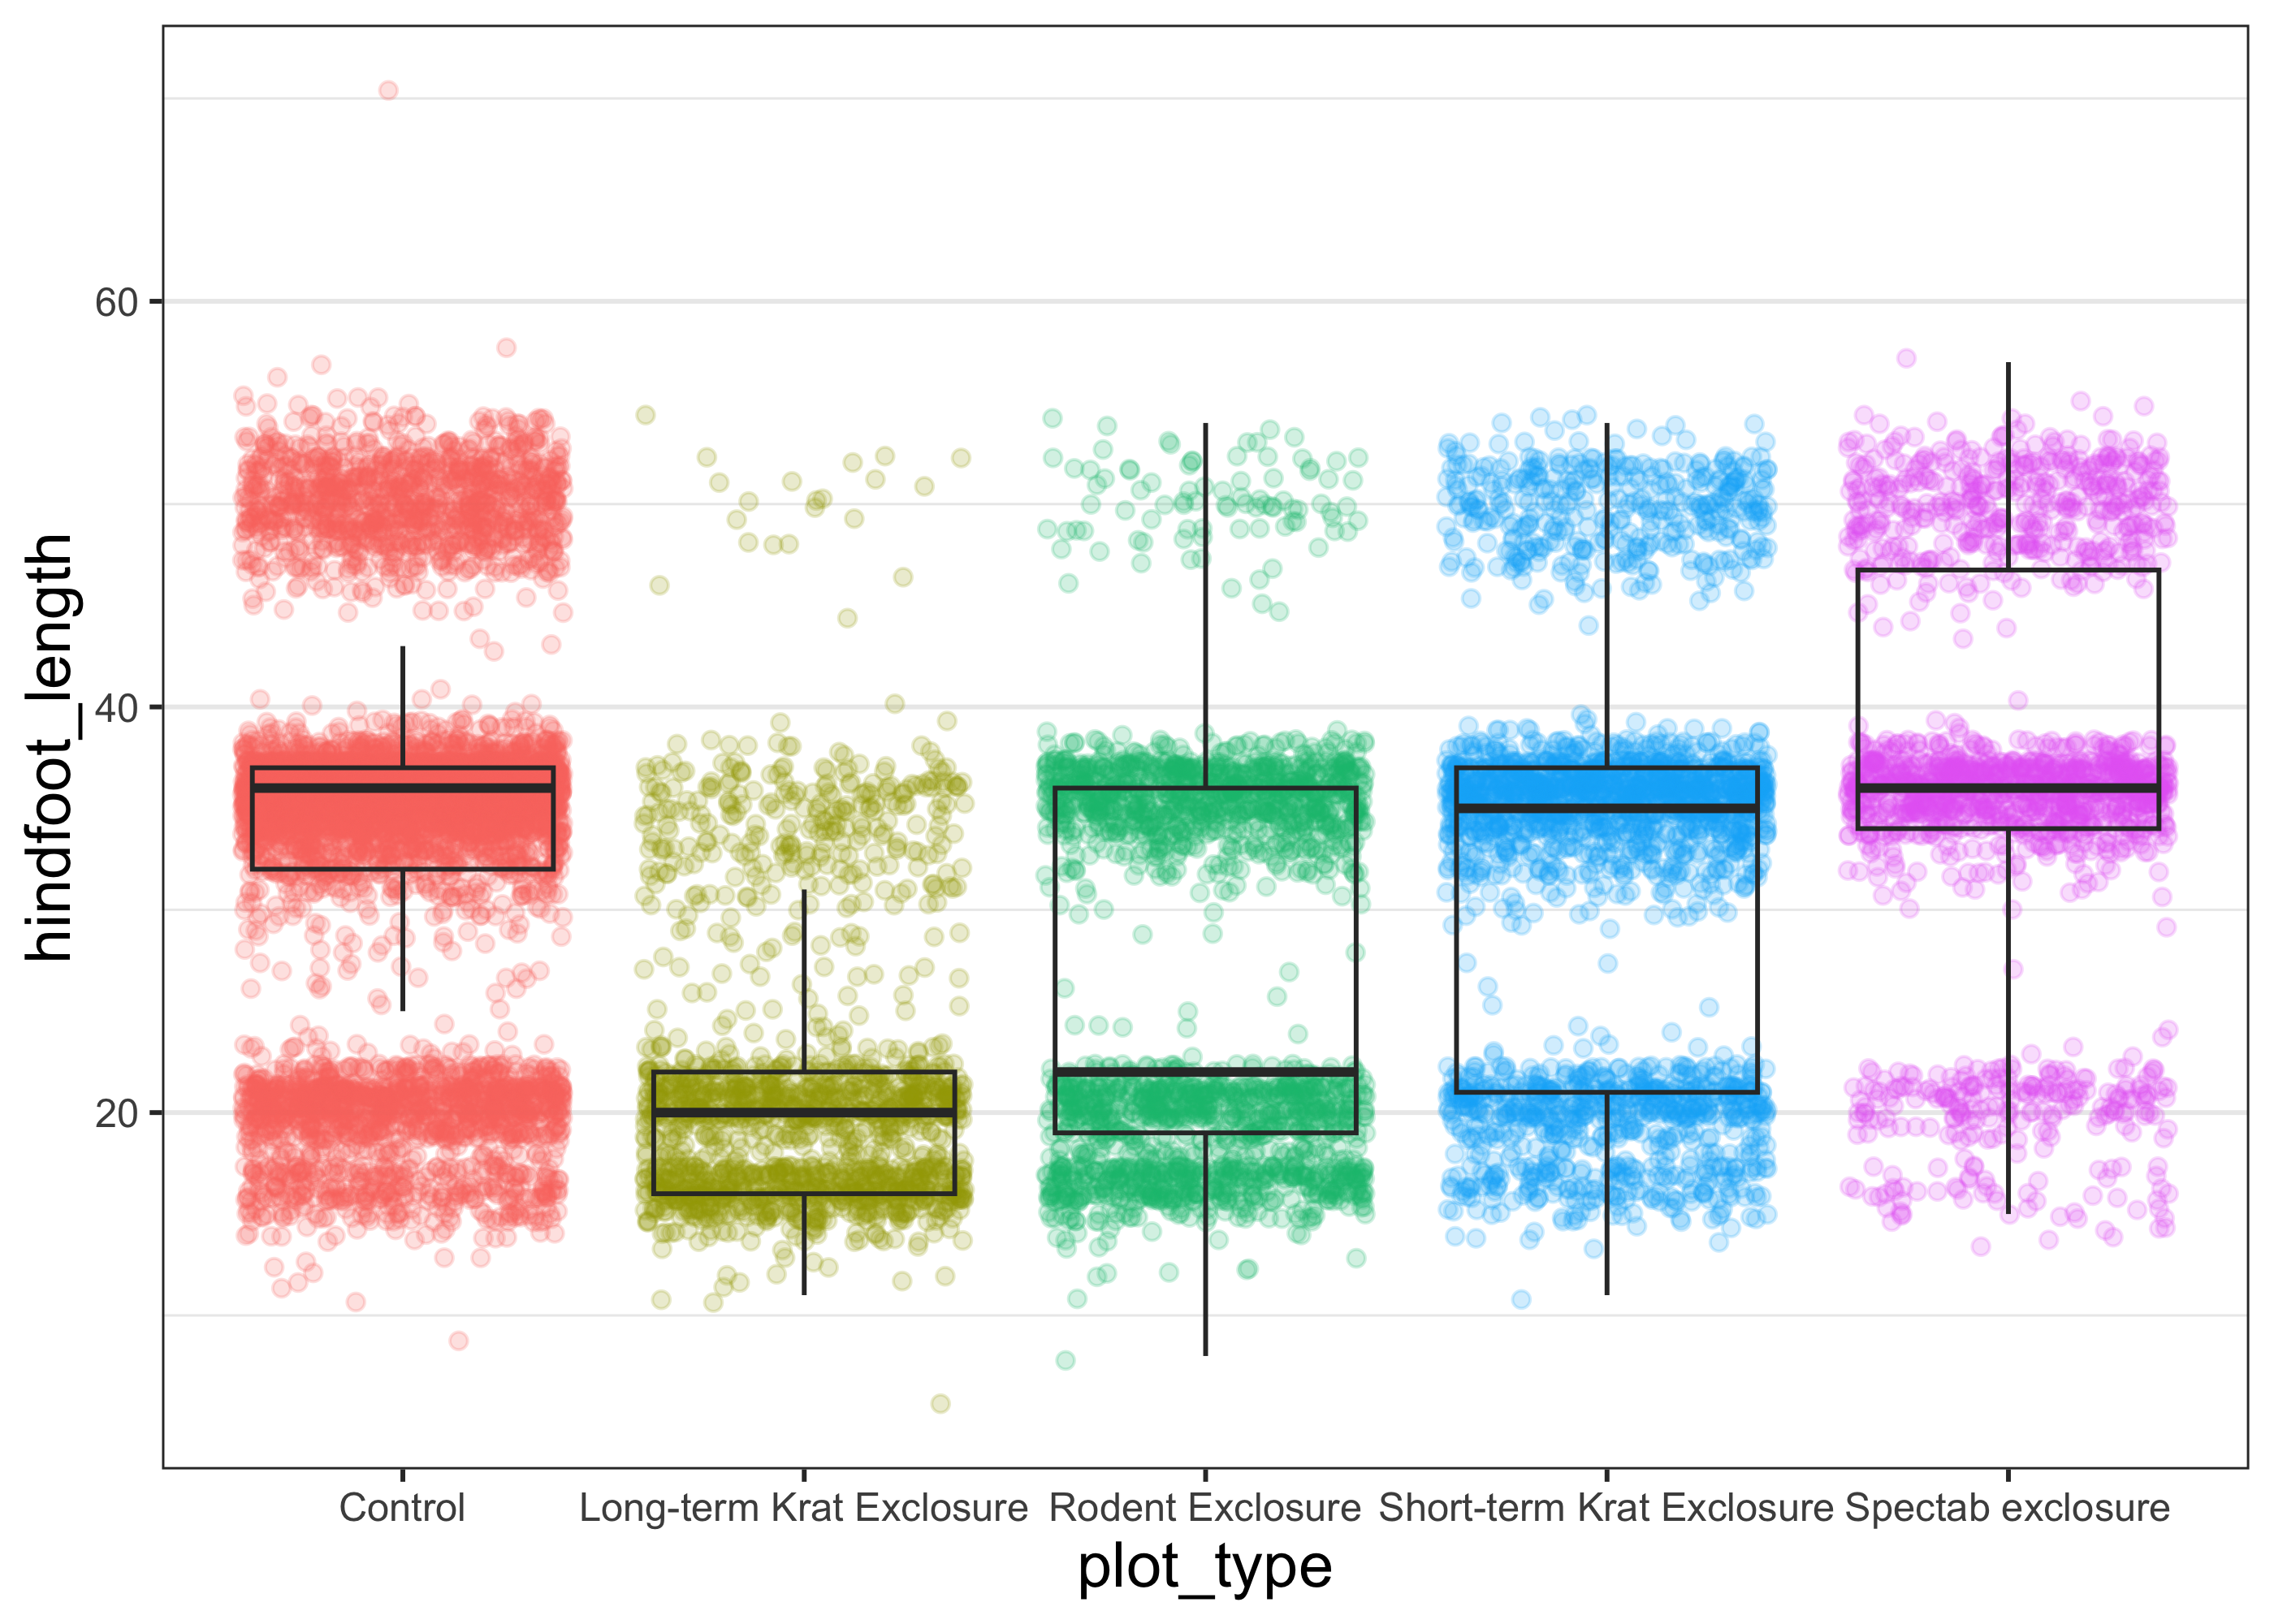 hindfoot_length
60
40
20
Control Long-term Krat Exclosure Rodent Exclosure Short-term Krat Exclosure Spectab exclosure
plot_type